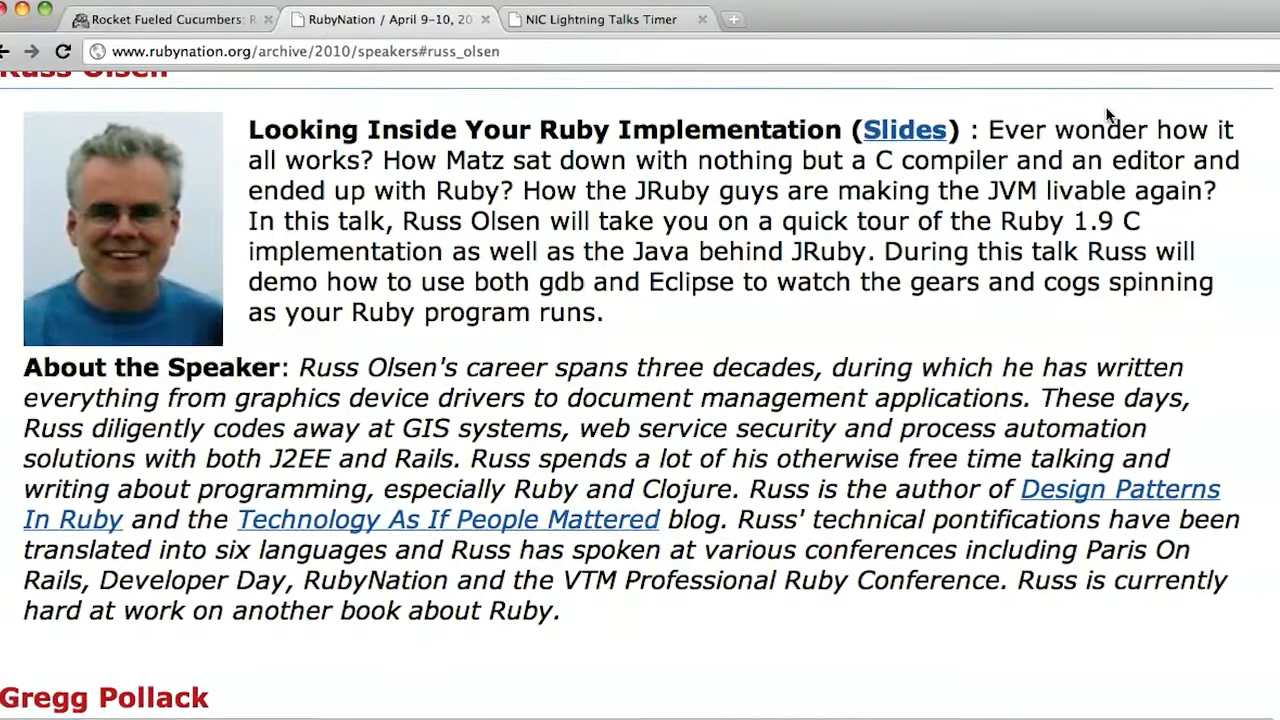 Rocket Fueled Cucumbers: R
RubyNation / April 9-10, 20
NIC Lightning Talks Timer
www.rubynation.org/archive/2010/speakers#russ_olsen
Russ Olsen
Looking Inside Your Ruby Implementation (Slides) : Ever wonder how it
all works? How Matz sat down with nothing but a C compiler and an editor and
ended up with Ruby? How the JRuby guys are making the JVM livable again?
In this talk, Russ Olsen will take you on a quick tour of the Ruby 1.9 C
implementation as well as the Java behind JRuby. During this talk Russ will
demo how to use both gdb and Eclipse to watch the gears and cogs spinning
as your Ruby program runs.
About the Speaker: Russ Olsen's career spans three decades, during which he has written
everything from graphics device drivers to document management applications. These days,
Russ diligently codes away at GIS systems, web service security and process automation
solutions with both J2EE and Rails. Russ spends a lot of his otherwise free time talking and
writing about programming, especially Ruby and Clojure. Russ is the author of Design Patterns
In Ruby and the Technology As If People Mattered blog. Russ' technical pontifications have been
translated into six languages and Russ has spoken at various conferences including Paris On
Rails, Developer Day, RubyNation and the VTM Professional Ruby Conference. Russ is currently
hard at work on another book about Ruby.
Gregg Pollack